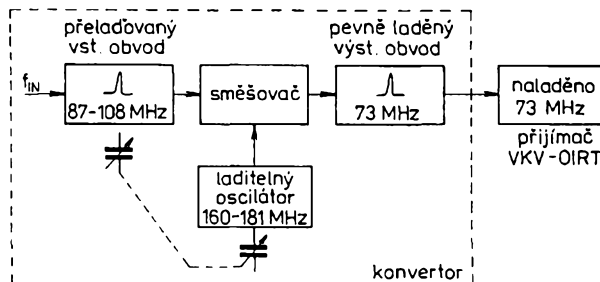 přelaďovaný
vst. obvod
pevně laděný
výst. obvod
f_IN
87-108 MHz
směšovač
73 MHz
naladěno
73 MHz
přijímač
VKV-OIRT
laditelný
oscilátor
160-181 MHz
konvertor